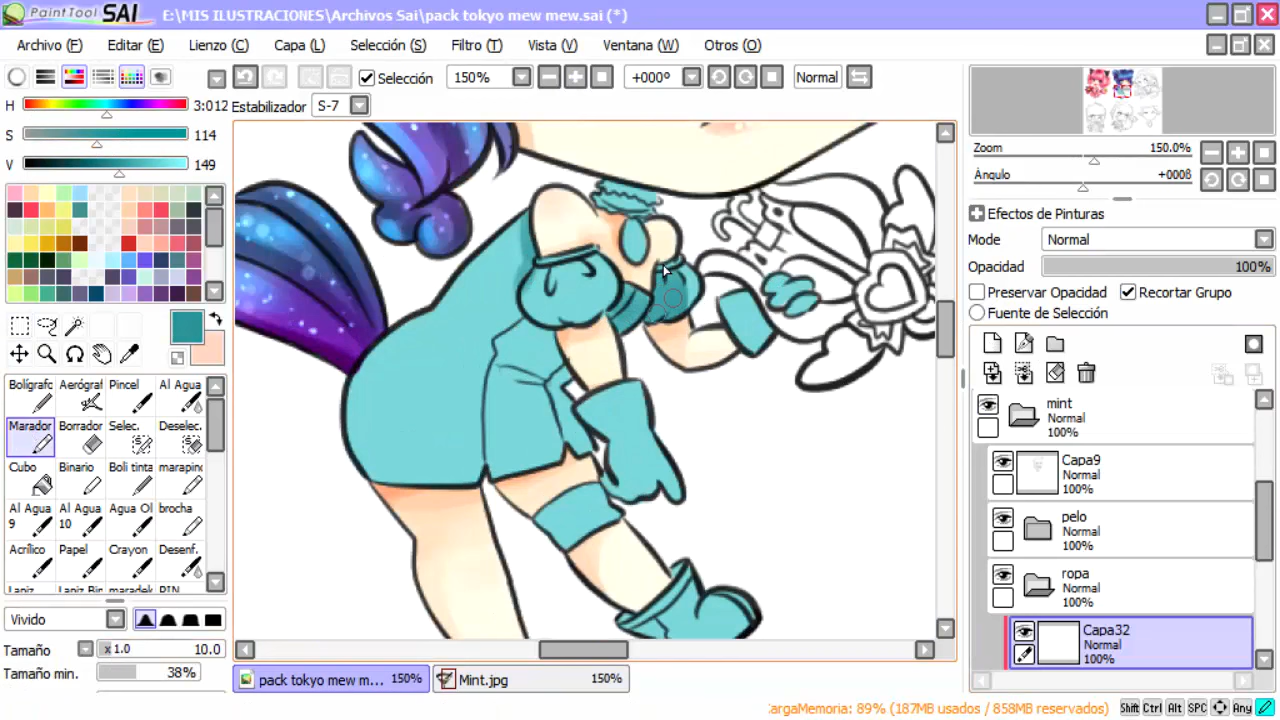 PaintTool SAI E:\MIS ILUSTRACIONES\Archivos Sai\pack tokyo mew mew.sai (*)
Archivo (F) Editar (E) Lienzo (C) Capa (L) Selección (S) Filtro (T) Vista (V) Ventana (W) Otros (O)
Selección 150% +000º Normal
H 3:012 Estabilizador S-7
S 114
V 149
Zoom 150.0%
Ángulo +000ß
Efectos de Pinturas
Mode Normal
Opacidad 100%
Preservar Opacidad Recortar Grupo
Fuente de Selección
Bolígrafc Aerógraf Pincel Al Agua
Marador Borrador Selec. Deselec.
Cubo Binario Boli tinta marapinc
Al Agua 9 Al Agua 10 Agua Ol brocha
Acrílico Papel Crayon Desenf.
Vivido
Tamaño x 1.0 10.0
Tamaño min. 38%
mint
Normal
100%
Capa9
Normal
100%
pelo
Normal
100%
ropa
Normal
100%
Capa32
Normal
100%
pack tokyo mew m... 150% Mint.jpg 150%
CargaMemoria: 89% (187MB usados / 858MB reservados) Shift Ctrl Alt SPC Any